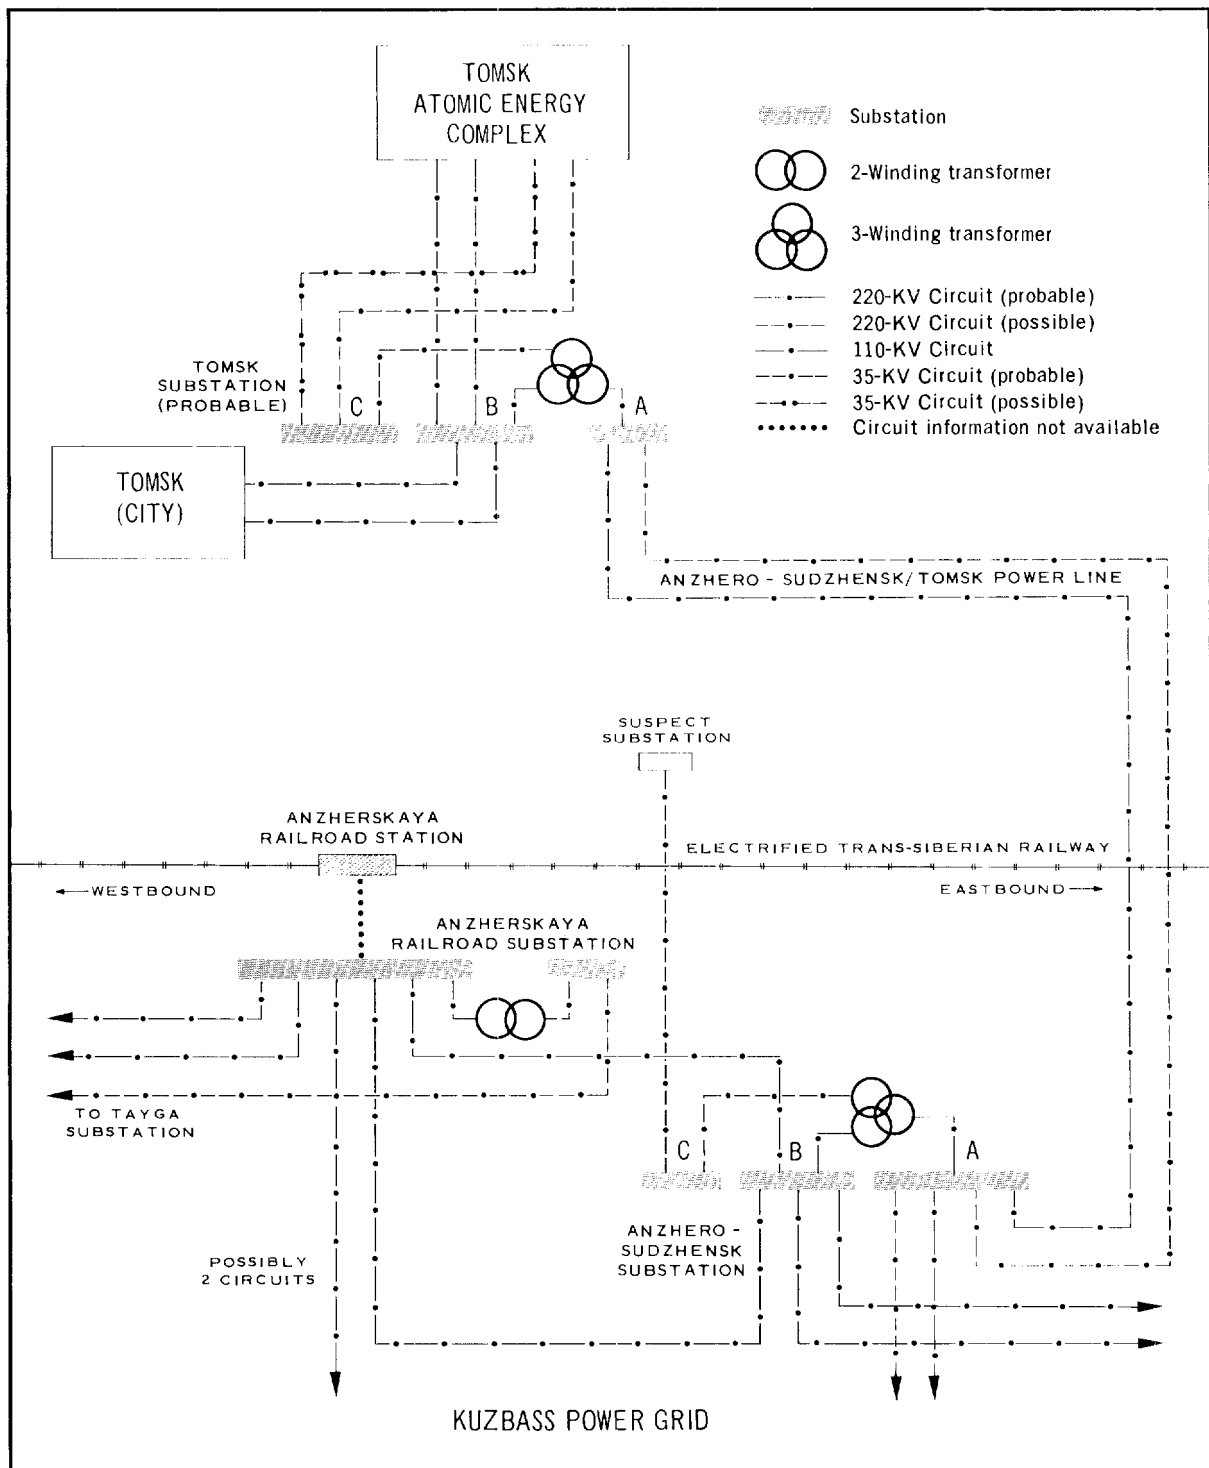 TOMSK
ATOMIC ENERGY
COMPLEX
Substation
2-Winding transformer
3-Winding transformer
220-KV Circuit (probable)
220-KV Circuit (possible)
110-KV Circuit
35-KV Circuit (probable)
35-KV Circuit (possible)
Circuit information not available
TOMSK
SUBSTATION
(PROBABLE)
C
B
A
TOMSK
(CITY)
ANZHERO - SUDZHENSK/TOMSK POWER LINE
SUSPECT
SUBSTATION
ANZHERSKAYA
RAILROAD STATION
ELECTRIFIED TRANS-SIBERIAN RAILWAY
WESTBOUND
EASTBOUND
ANZHERSKAYA
RAILROAD SUBSTATION
TO TAYGA
SUBSTATION
C
B
A
ANZHERO -
SUDZHENSK
SUBSTATION
POSSIBLY
2 CIRCUITS
KUZBASS POWER GRID